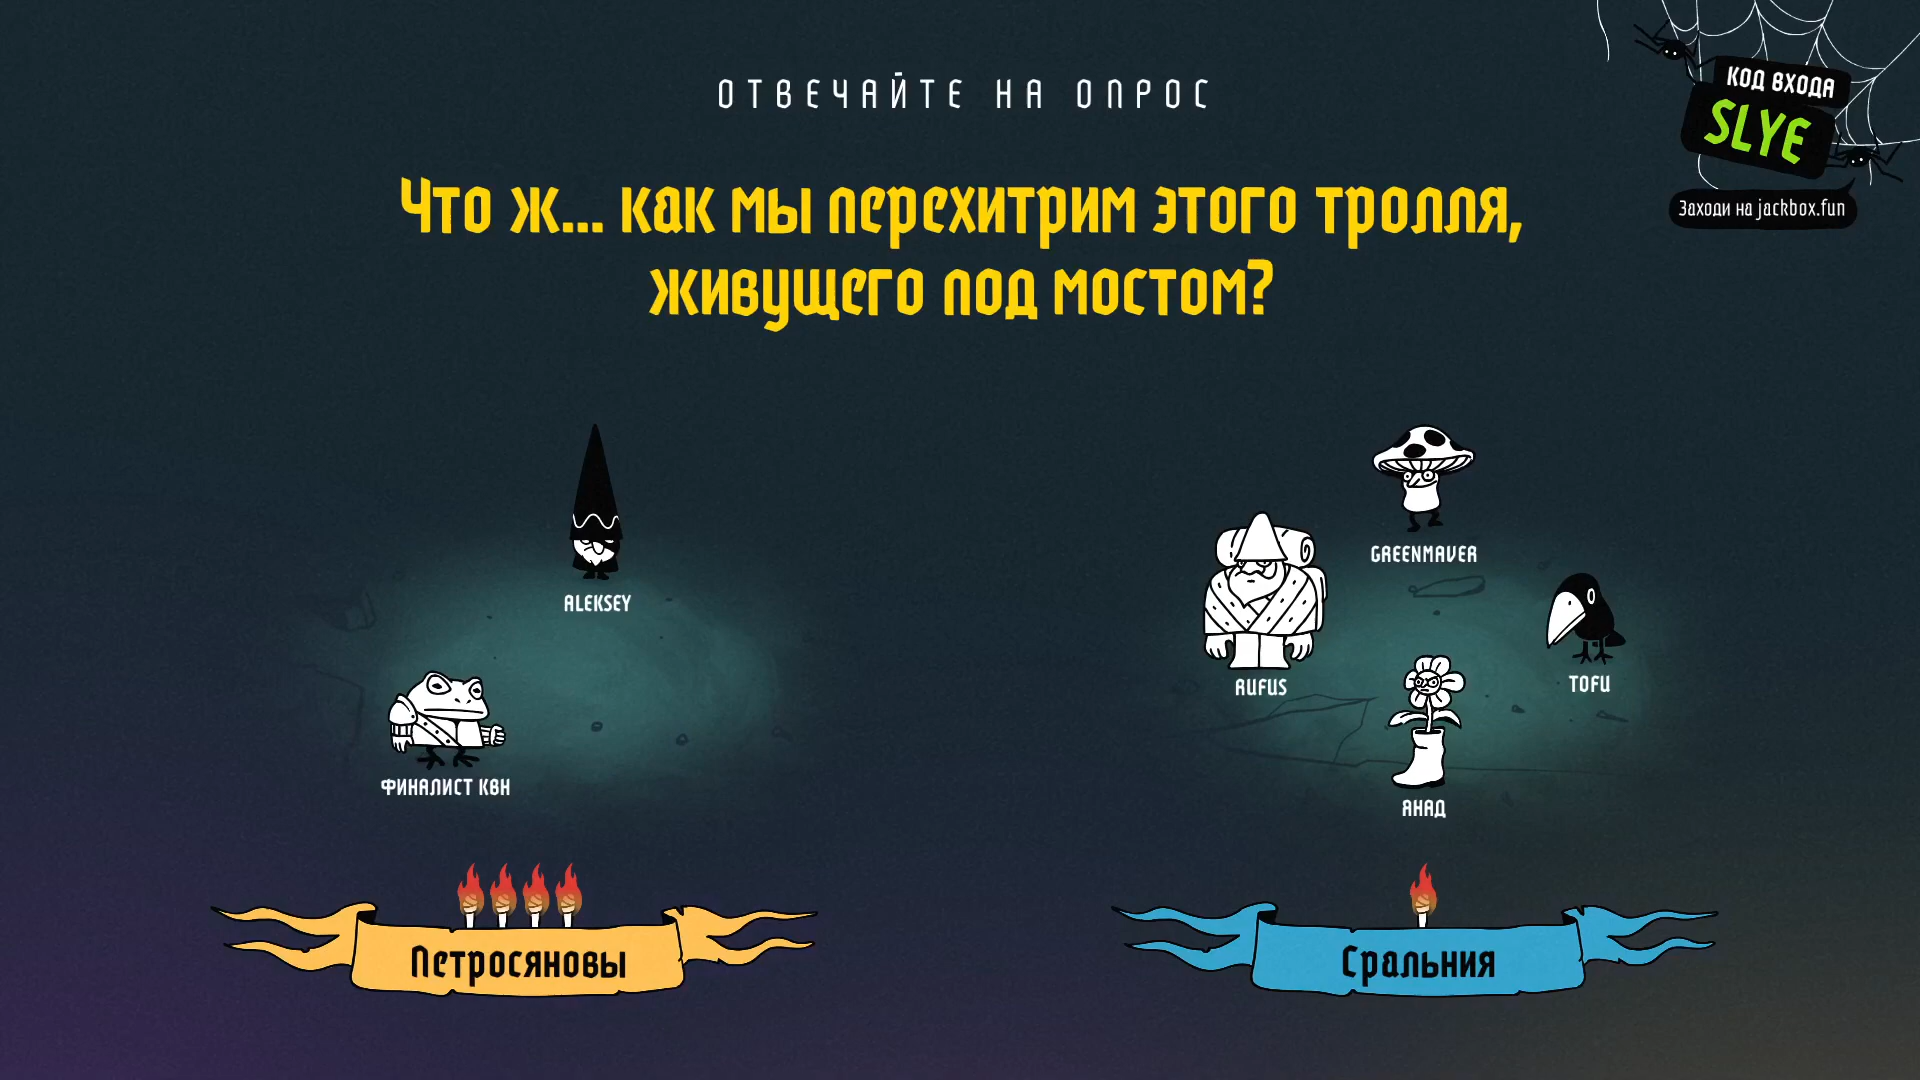 ОТВЕЧАЙТЕ НА ОПРОС
КОД ВХОДА
SLYE
Заходи на jackbox.fun
Что ж... как мы перехитрим этого тролля,
живущего под мостом?
GREENMAVER
ALEKSEY
RUFUS
TOFU
ФИНАЛИСТ КВН
АНАД
Петросяновы
Сральния